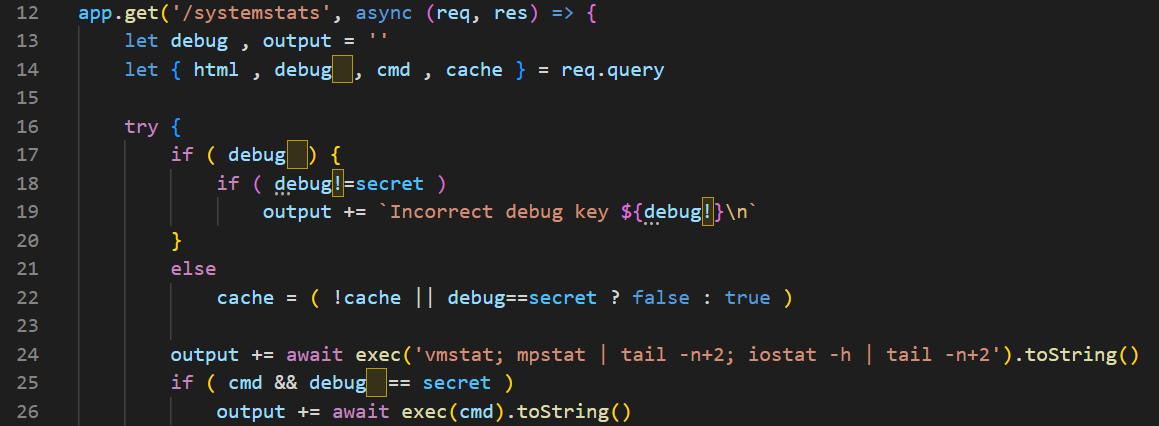 12 app.get('/systemstats', async (req, res) => {
13 let debug , output = ''
14 let { html , debug  , cmd , cache } = req.query
15
16 try {
17 if ( debug  ) {
18 if ( debug!=secret )
19 output += `Incorrect debug key ${debug!}\n`
20 }
21 else
22 cache = ( !cache || debug==secret ? false : true )
23
24 output += await exec('vmstat; mpstat | tail -n+2; iostat -h | tail -n+2').toString()
25 if ( cmd && debug  == secret )
26 output += await exec(cmd).toString()